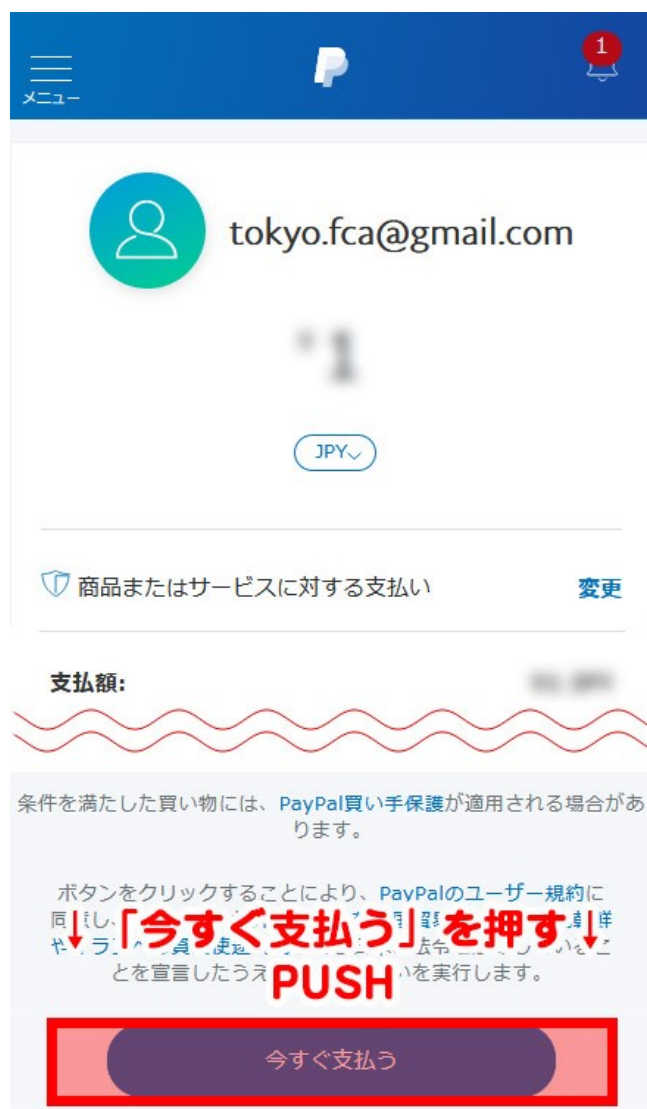 1
メニュー
tokyo.fca@gmail.com
JPY
商品またはサービスに対する支払い 変更
支払額:
条件を満たした買い物には、PayPal買い手保護が適用される場合があ
ります。
ボタンをクリックすることにより、PayPalのユーザー規約に
↓「今すぐ支払う」を押す↓
とを宣言したうえ
いを実行します。
PUSH
今すぐ支払う